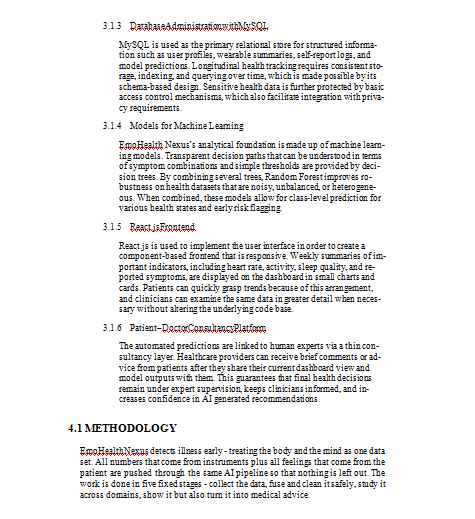 3.1.3 DatabaseAdministrationwithMySQL
MySQL is used as the primary relational store for structured informa-
tion such as user profiles, wearable summaries, self-report logs, and
model predictions. Longitudinal health tracking requires consistent sto-
rage, indexing, and querying over time, which is made possible by its
schema-based design. Sensitive health data is further protected by basic
access control mechanisms, which also facilitate integration with priva-
cy requirements.
3.1.4 Models for Machine Learning
EmoHealth Nexus's analytical foundation is made up of machine learn-
ing models. Transparent decision paths that can be understood in terms
of symptom combinations and simple thresholds are provided by deci-
sion trees. By combining several trees, Random Forest improves ro-
bustness on health datasets that are noisy, unbalanced, or heterogene-
ous. When combined, these models allow for class-level prediction for
various health states and early risk flagging.
3.1.5 React.jsFrontend
React.js is used to implement the user interface in order to create a
component-based frontend that is responsive. Weekly summaries of im-
portant indicators, including heart rate, activity, sleep quality, and re-
ported symptoms, are displayed on the dashboard in small charts and
cards. Patients can quickly grasp trends because of this arrangement,
and clinicians can examine the same data in greater detail when neces-
sary without altering the underlying code base.
3.1.6 Patient–DoctorConsultancyPlatform
The automated predictions are linked to human experts via a thin con-
sultancy layer. Healthcare providers can receive brief comments or ad-
vice from patients after they share their current dashboard view and
model outputs with them. This guarantees that final health decisions
remain under expert supervision, keeps clinicians informed, and in-
creases confidence in AI generated recommendations.
4.1 METHODOLOGY
EmoHealthNexus detects illness early - treating the body and the mind as one data
set. All numbers that come from instruments plus all feelings that come from the
patient are pushed through the same AI pipeline so that nothing is left out. The
work is done in five fixed stages - collect the data, fuse and clean it safely, study it
across domains, show it but also turn it into medical advice.